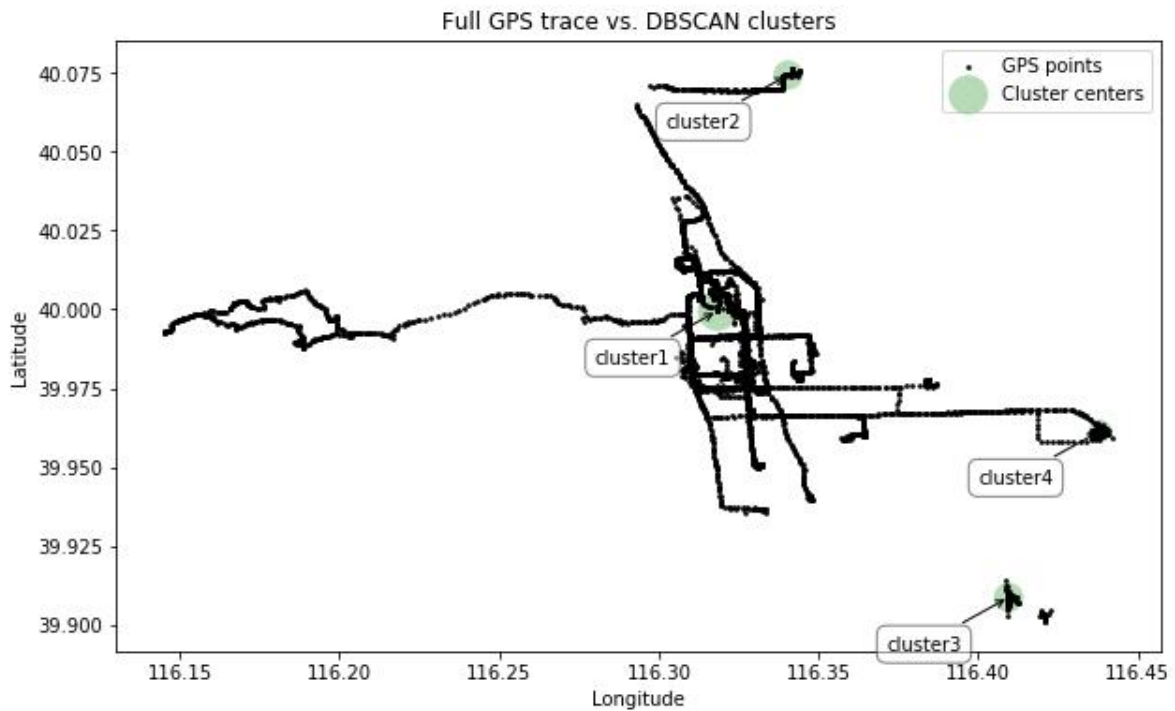 Full GPS trace vs. DBSCAN clusters
GPS points
Cluster centers
40.075
40.050
40.025
40.000
39.975
39.950
39.925
39.900
Latitude
cluster2
cluster1
cluster4
cluster3
116.15
116.20
116.25
116.30
116.35
116.40
116.45
Longitude